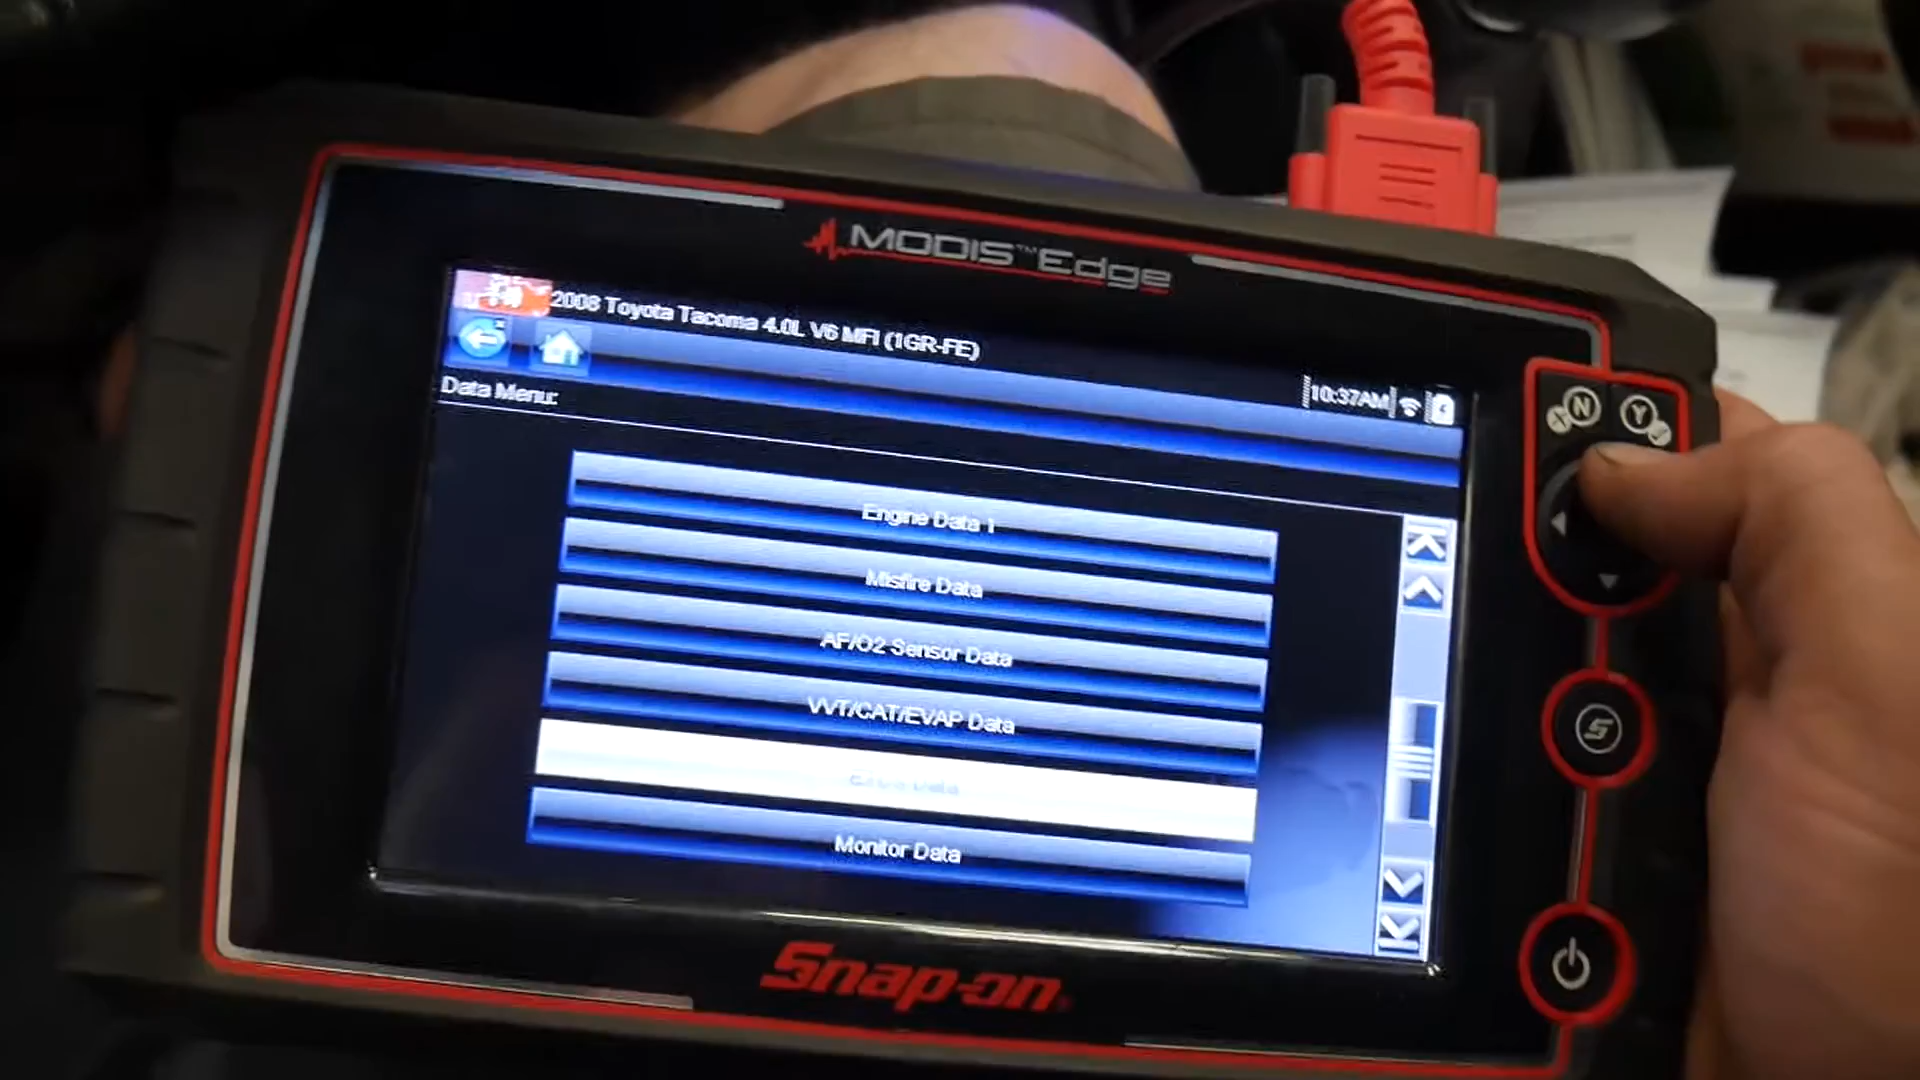 MODIS™ Edge
2008 Toyota Tacoma 4.0L V6 MFI (1GR-FE)
10:37AM
Data Menu:
Engine Data 1
Misfire Data
AF/O2 Sensor Data
VVT/CAT/EVAP Data
Data
Monitor Data
N
Y
S
Snap-on